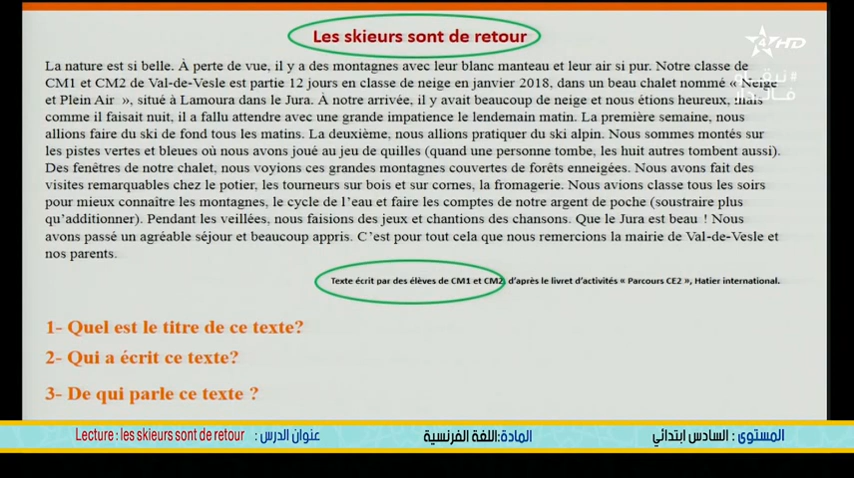 Les skieurs sont de retour
4HD
#نبقاو
فالدار
La nature est si belle. À perte de vue, il y a des montagnes avec leur blanc manteau et leur air si pur. Notre classe de
CM1 et CM2 de Val-de-Vesle est partie 12 jours en classe de neige en janvier 2018, dans un beau chalet nommé « Neige
et Plein Air », situé à Lamoura dans le Jura. À notre arrivée, il y avait beaucoup de neige et nous étions heureux, mais
comme il faisait nuit, il a fallu attendre avec une grande impatience le lendemain matin. La première semaine, nous
allions faire du ski de fond tous les matins. La deuxième, nous allions pratiquer du ski alpin. Nous sommes montés sur
les pistes vertes et bleues où nous avons joué au jeu de quilles (quand une personne tombe, les huit autres tombent aussi).
Des fenêtres de notre chalet, nous voyions ces grandes montagnes couvertes de forêts enneigées. Nous avons fait des
visites remarquables chez le potier, les tourneurs sur bois et sur cornes, la fromagerie. Nous avions classe tous les soirs
pour mieux connaître les montagnes, le cycle de l'eau et faire les comptes de notre argent de poche (soustraire plus
qu'additionner). Pendant les veillées, nous faisions des jeux et chantions des chansons. Que le Jura est beau ! Nous
avons passé un agréable séjour et beaucoup appris. C'est pour tout cela que nous remercions la mairie de Val-de-Vesle et
nos parents.
Texte écrit par des élèves de CM1 et CM2, d'après le livret d'activités « Parcours CE2 », Hatier international.
1- Quel est le titre de ce texte?
2- Qui a écrit ce texte?
3- De qui parle ce texte ?
المستوى : السادس ابتدائي المادة:اللغة الفرنسية عنوان الدرس : Lecture : les skieurs sont de retour